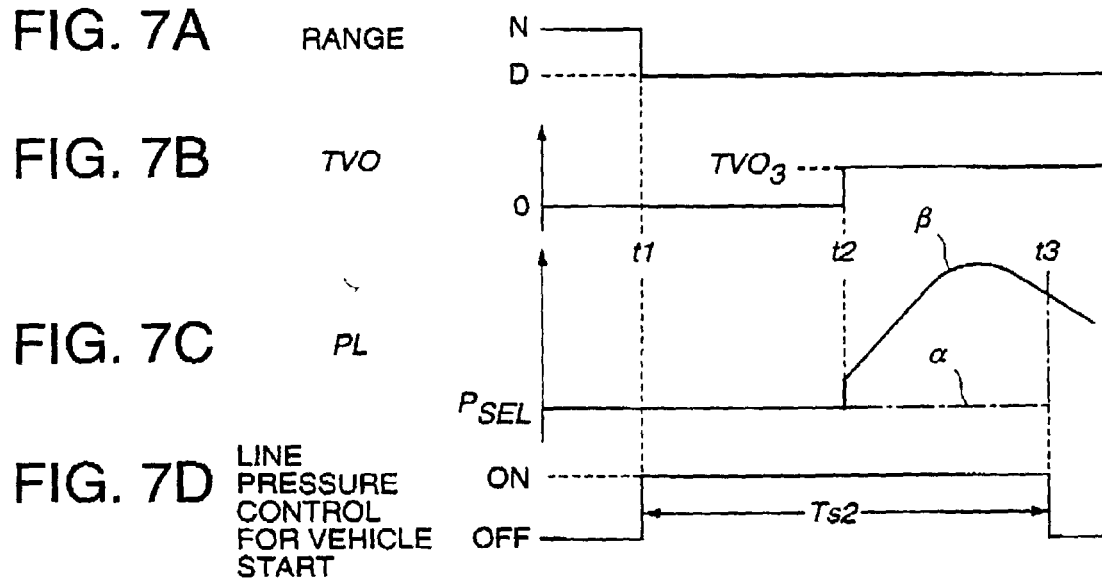 FIG. 7A RANGE N
D
FIG. 7B TVO TVO3
0
t1 t2 β t3
FIG. 7C PL α
PSEL
FIG. 7D LINE PRESSURE CONTROL FOR VEHICLE START ON
Ts2
OFF